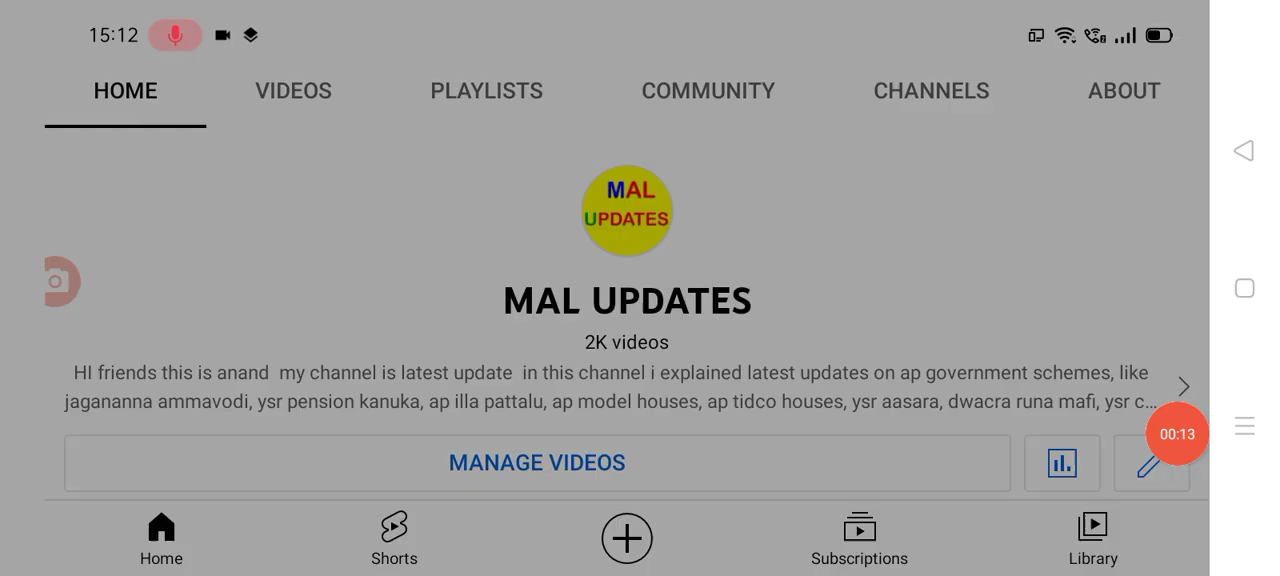 15:12
HOME VIDEOS PLAYLISTS COMMUNITY CHANNELS ABOUT
MAL
UPDATES
MAL UPDATES
2K videos
HI friends this is anand my channel is latest update in this channel i explained latest updates on ap government schemes, like
jagananna ammavodi, ysr pension kanuka, ap illa pattalu, ap model houses, ap tidco houses, ysr aasara, dwacra runa mafi, ysr c...
00:13
MANAGE VIDEOS
Home Shorts Subscriptions Library